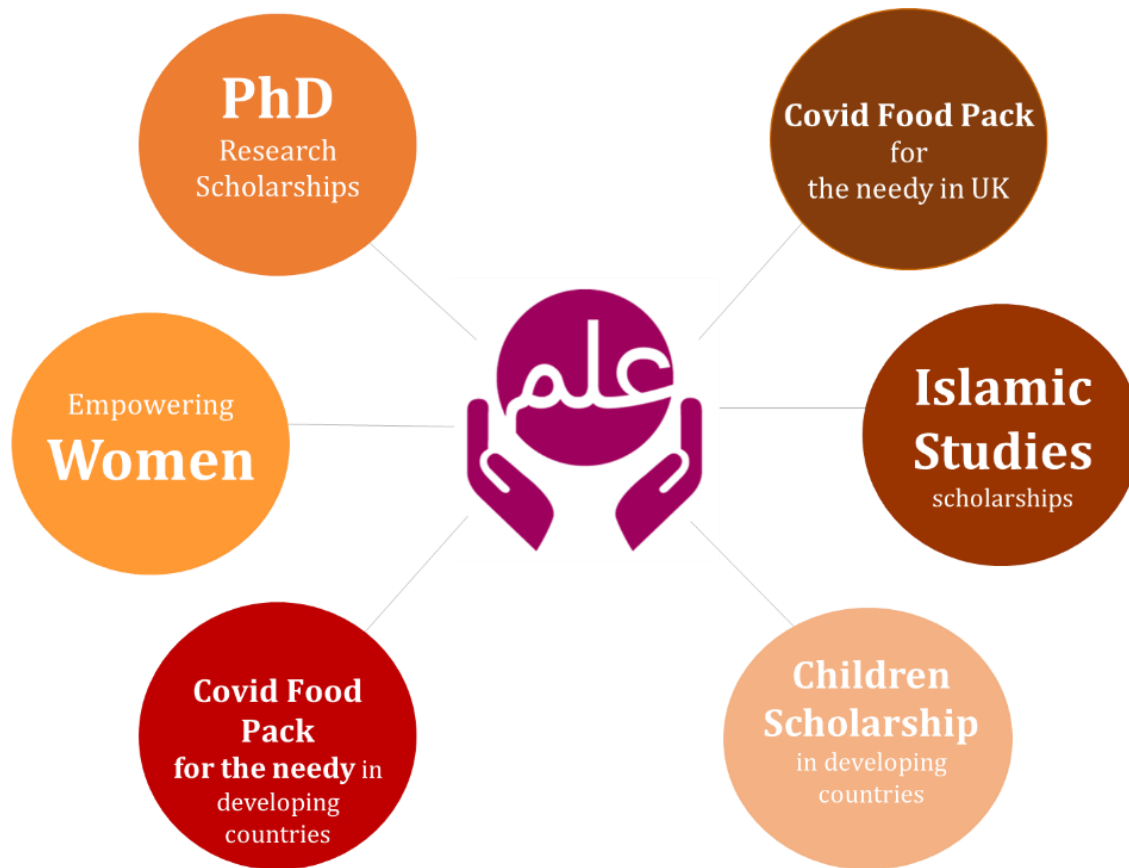 PhD
Research
Scholarships
Covid Food Pack
for
the needy in UK
علم
Empowering
Women
Islamic
Studies
scholarships
Covid Food
Pack
for the needy in
developing
countries
Children
Scholarship
in developing
countries